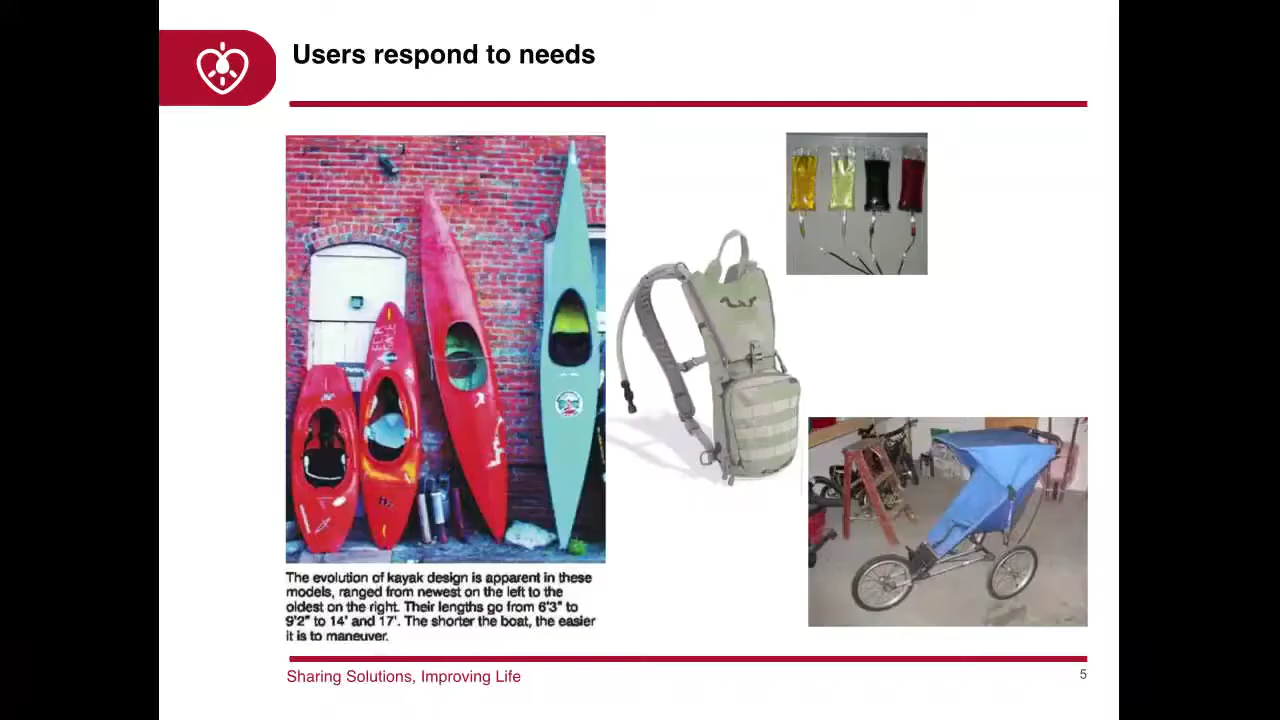 Users respond to needs
The evolution of kayak design is apparent in these
models, ranged from newest on the left to the
oldest on the right. Their lengths go from 6'3" to
9'2" to 14' and 17'. The shorter the boat, the easier
it is to maneuver.
Sharing Solutions, Improving Life
5